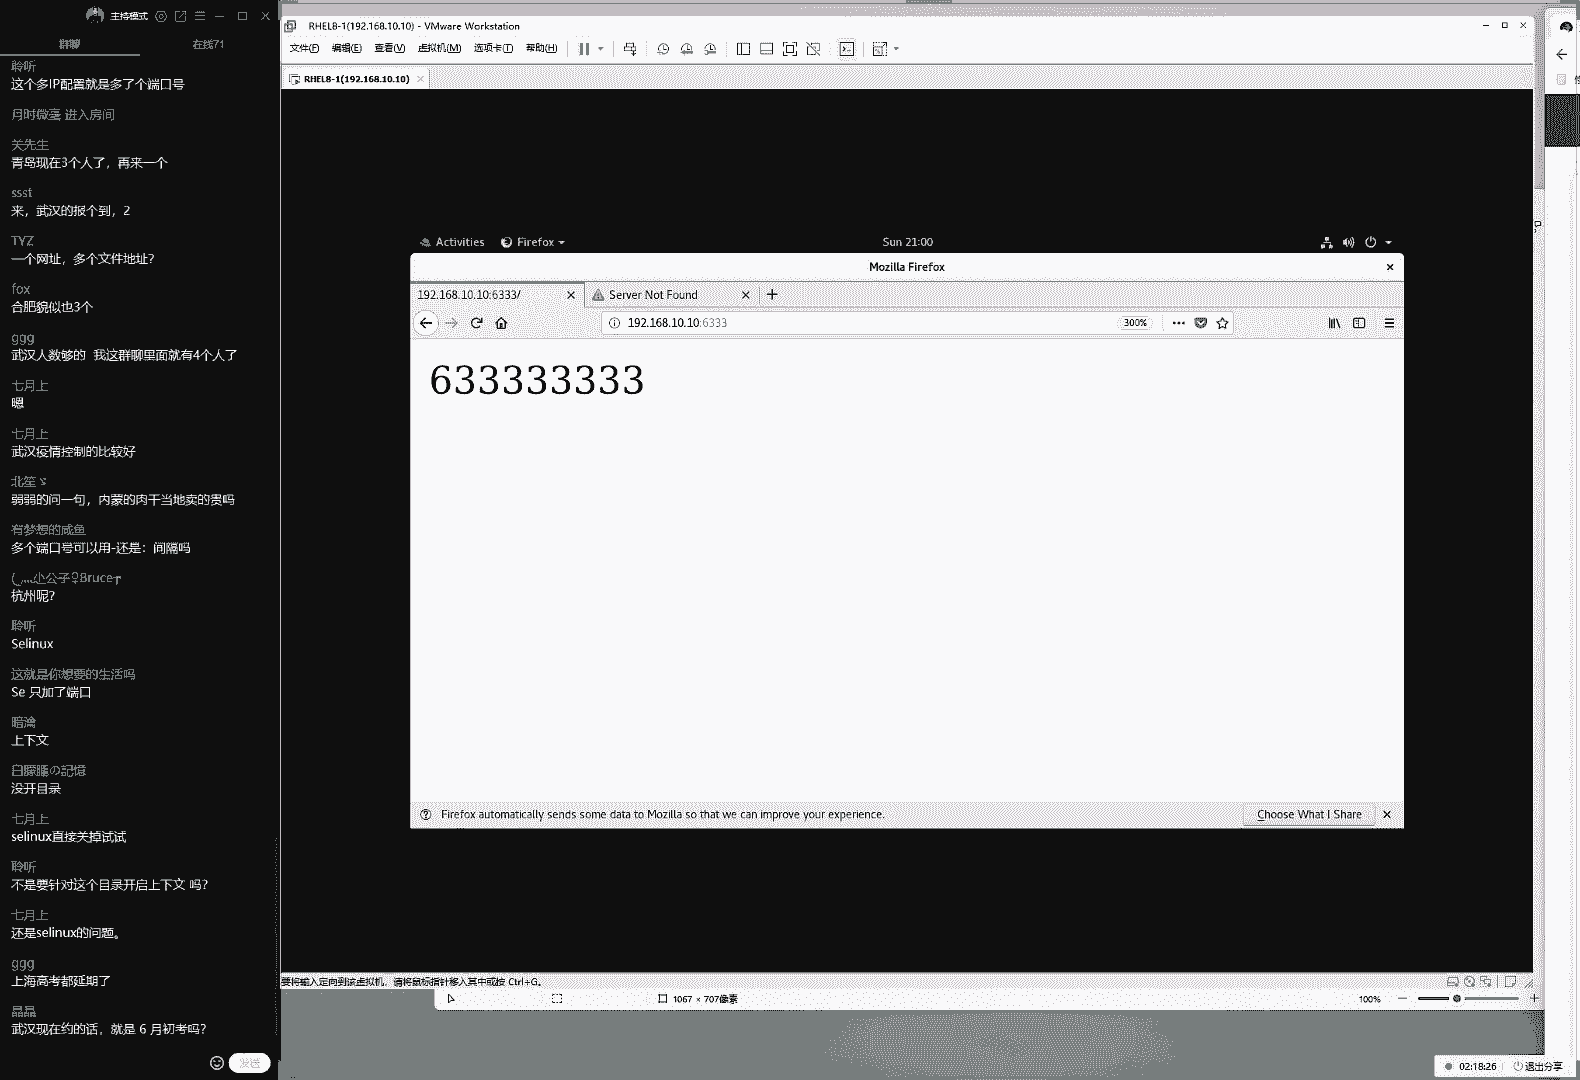 主持模式
群聊
在线71
聆听
这个多IP配置就是多了个端口号
进入房间
关先生
青岛现在3个人了，再来一个
ssst
来，武汉的报个到，2
TYZ
一个网址，多个文件地址?
fox
合肥貌似也3个
ggg
武汉人数够的 我这群聊里面就有4个人了
七月上
嗯
七月上
武汉疫情控制的比较好
弱弱的问一句，内蒙的肉干当地卖的贵吗
有梦想的咸鱼
多个端口号可以用-还是：间隔吗
小公子♀Bruce
杭州呢?
聆听
Selinux
这就是你想要的生活吗
Se 只加了端口
上下文
没开目录
七月上
selinux直接关掉试试
聆听
不是要针对这个目录开启上下文 吗?
七月上
还是selinux的问题。
ggg
上海高考都延期了
晶晶
武汉现在约的话，就是 6 月初考吗?
发送
RHEL8-1(192.168.10.10) - VMware Workstation
文件(F) 编辑(E) 查看(V) 虚拟机(M) 选项卡(T) 帮助(H)
RHEL8-1(192.168.10.10)
Activities
Firefox
Sun 21:00
Mozilla Firefox
192.168.10.10:6333/
Server Not Found
192.168.10.10:6333
300%
633333333
Firefox automatically sends some data to Mozilla so that we can improve your experience.
Choose What I Share
要将输入定向到该虚拟机，请将鼠标指针移入其中或按 Ctrl+G。
1067 × 707像素
100%
02:18:26
退出分享